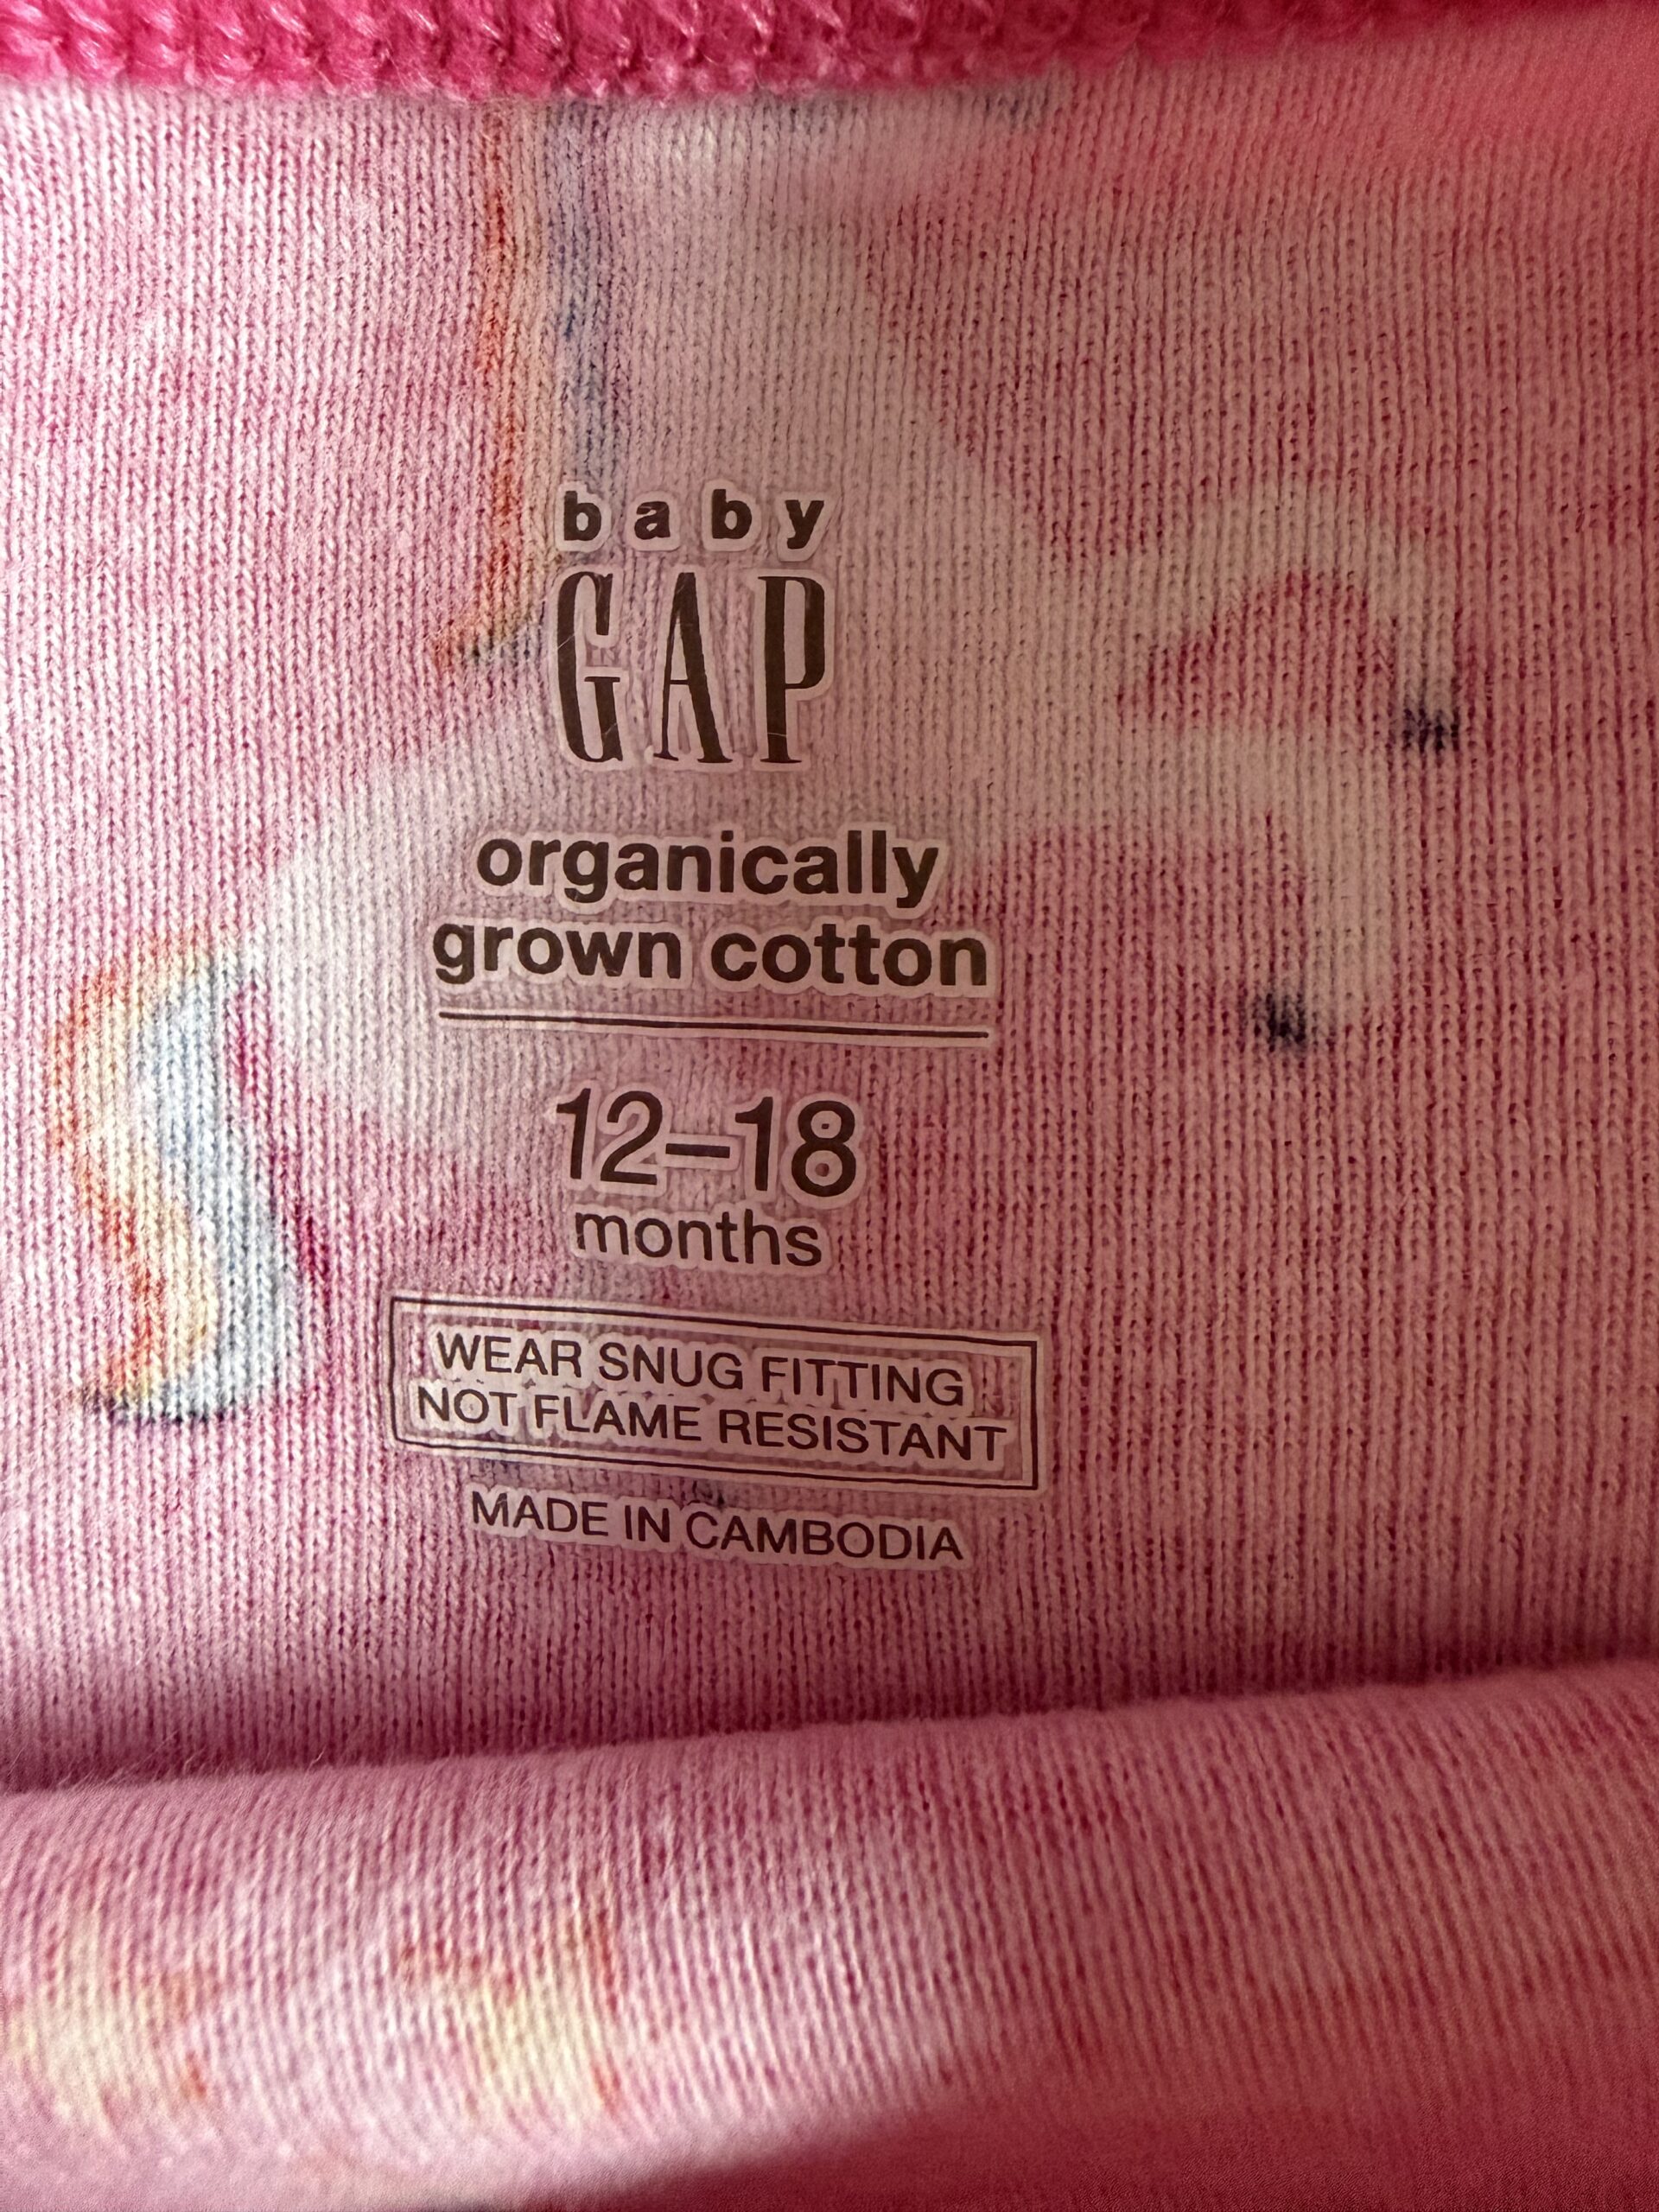 baby
GAP
organically
grown cotton
12–18
months
WEAR SNUG FITTING
NOT FLAME RESISTANT
MADE IN CAMBODIA